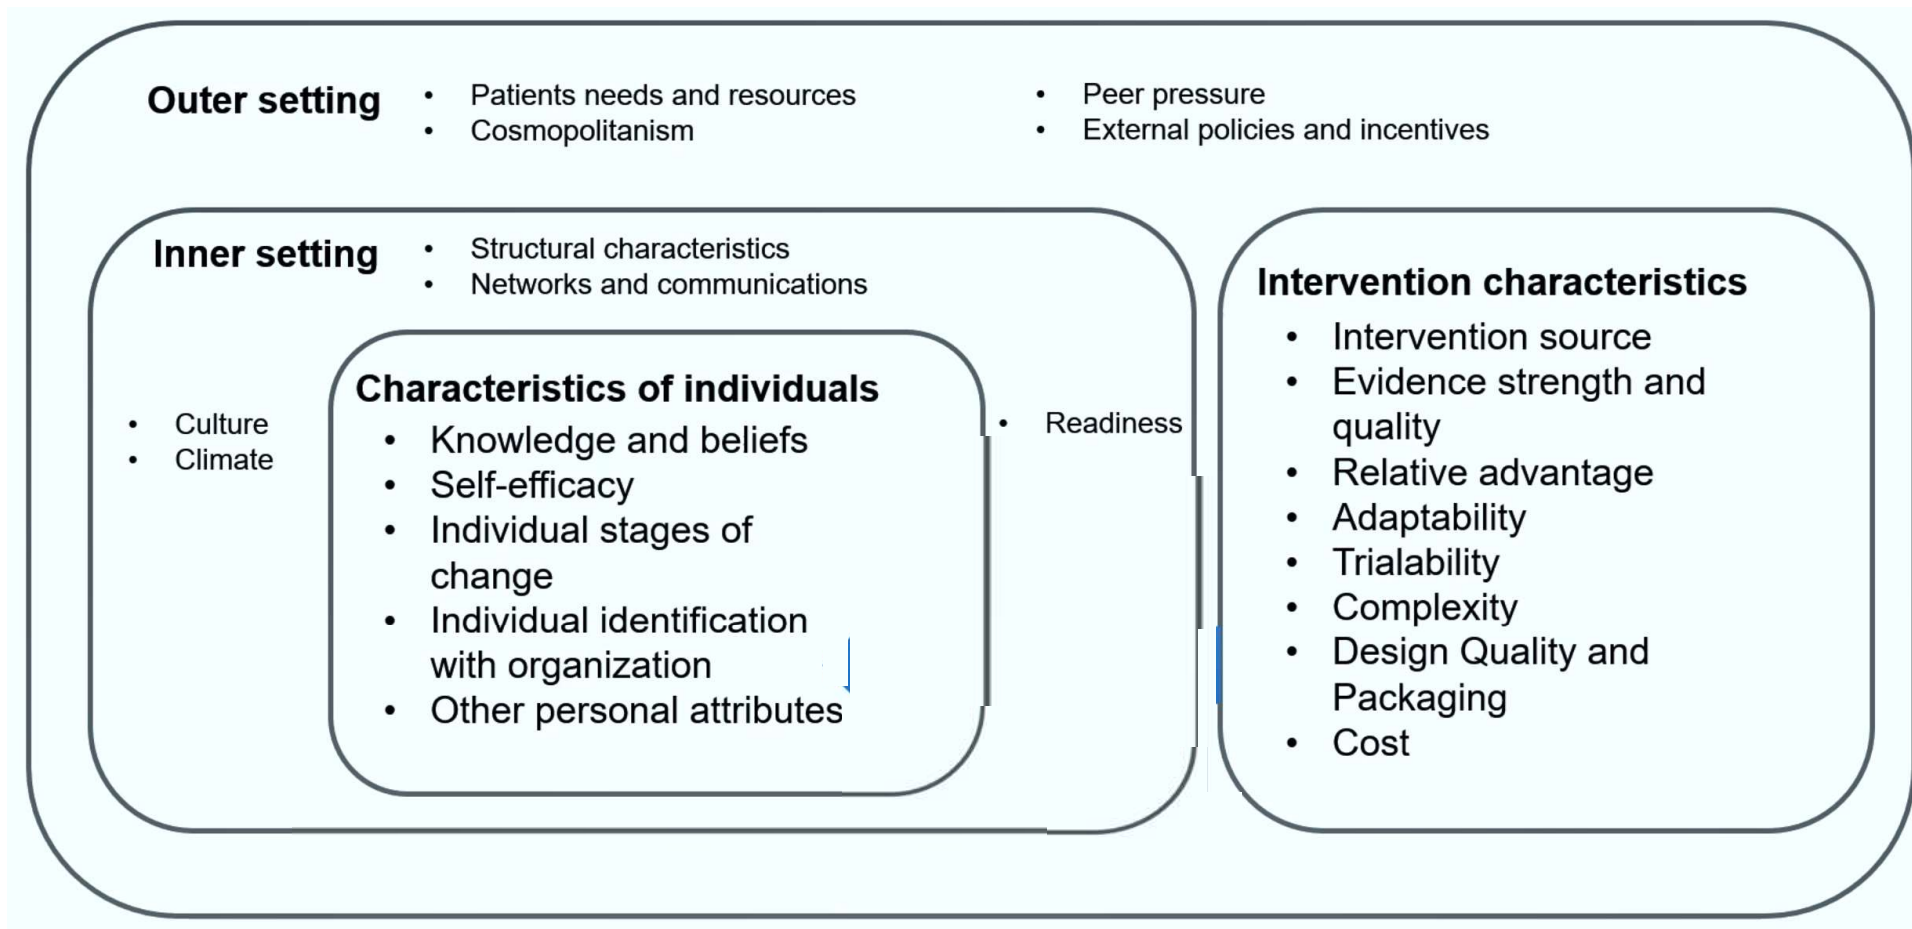 Outer setting
• Patients needs and resources
• Cosmopolitanism
• Peer pressure
• External policies and incentives
Inner setting
• Structural characteristics
• Networks and communications
• Culture
• Climate
Characteristics of individuals
• Knowledge and beliefs
• Self-efficacy
• Individual stages of
change
• Individual identification
with organization
• Other personal attributes
• Readiness
Intervention characteristics
• Intervention source
• Evidence strength and
quality
• Relative advantage
• Adaptability
• Trialability
• Complexity
• Design Quality and
Packaging
• Cost